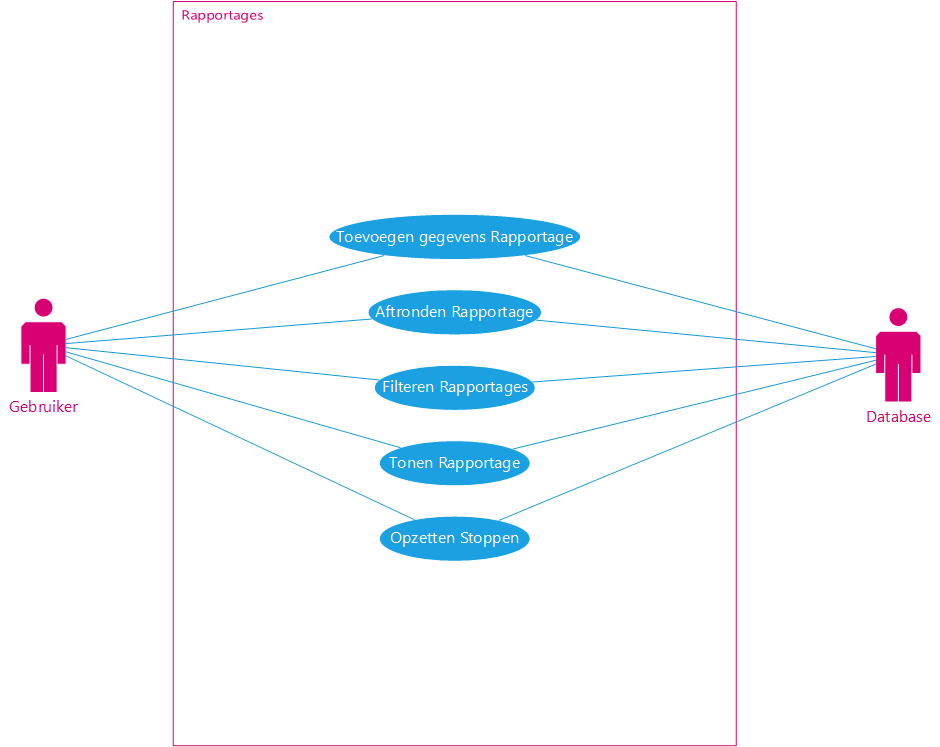 Rapportages
Toevoegen gegevens Rapportage
Aftronden Rapportage
Filteren Rapportages
Gebruiker
Database
Tonen Rapportage
Opzetten Stoppen